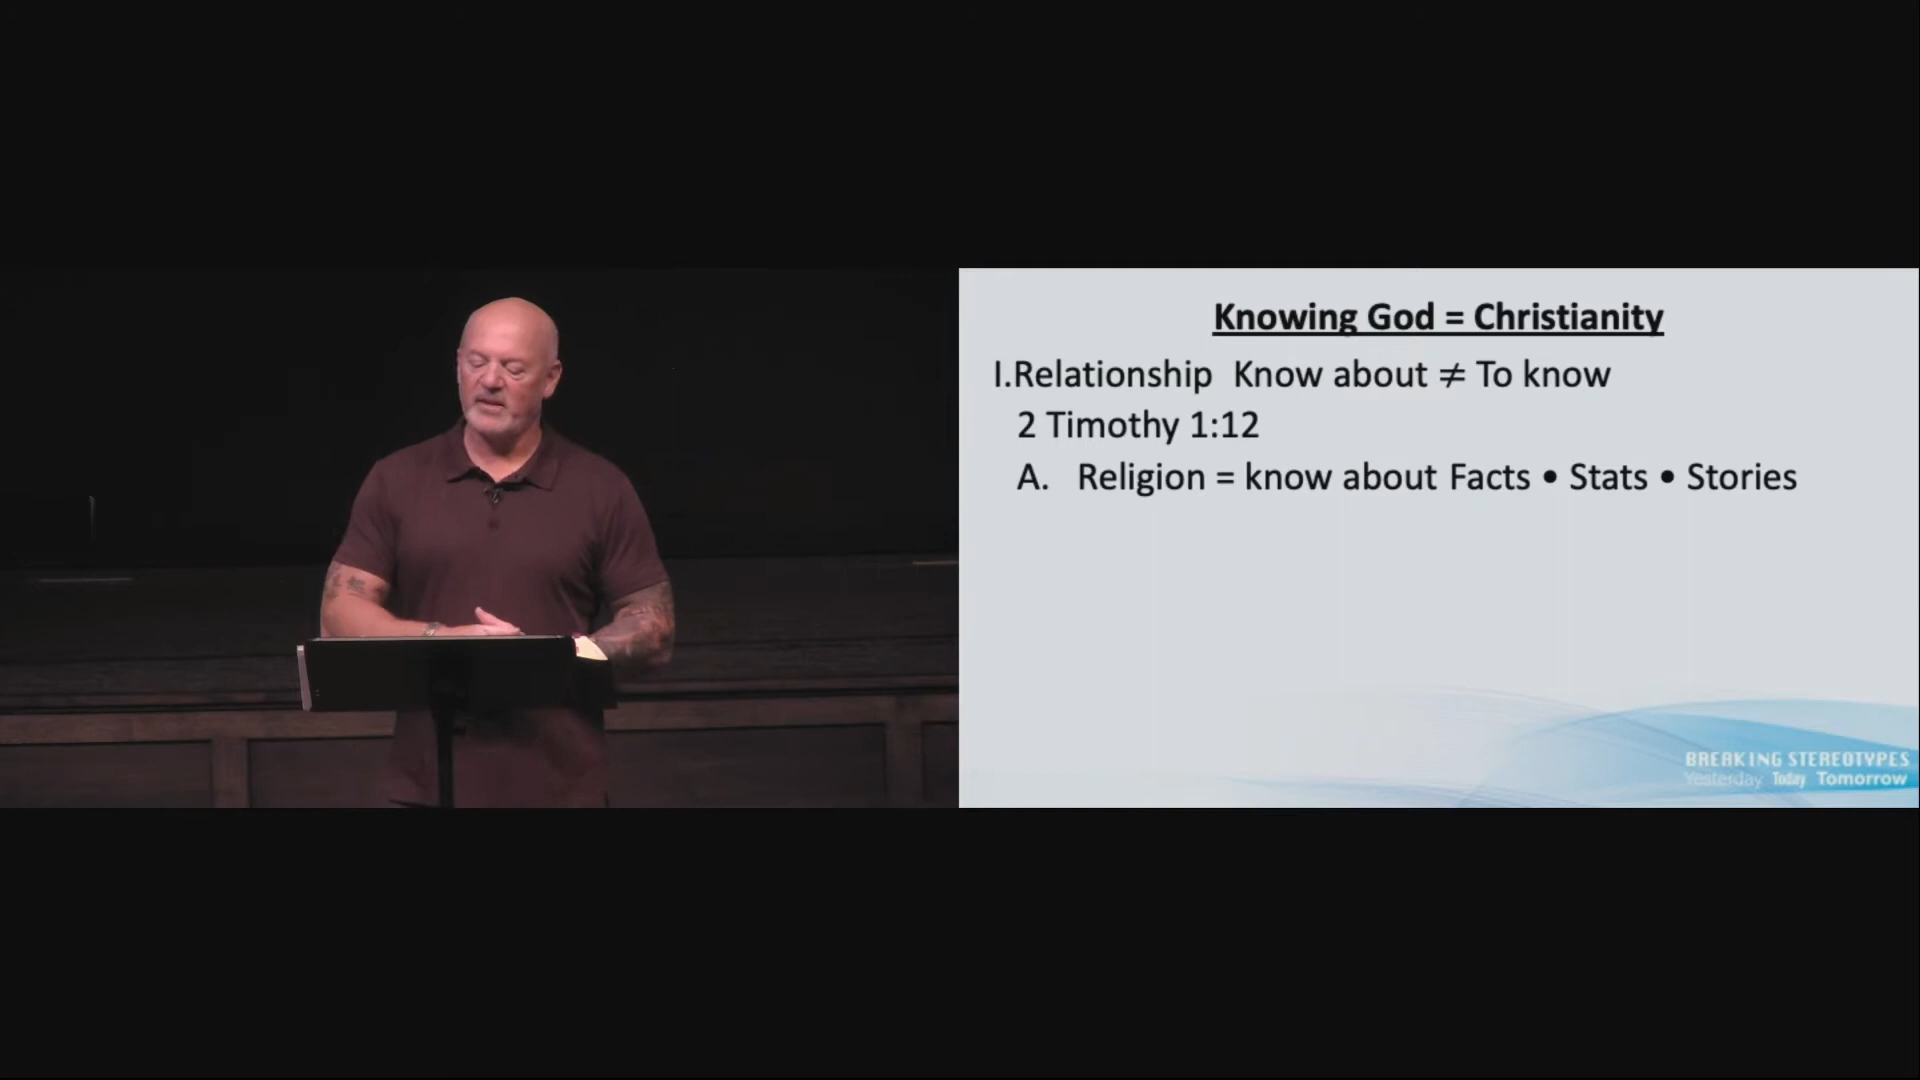 Knowing God = Christianity
I.Relationship Know about ≠ To know
2 Timothy 1:12
A. Religion = know about Facts • Stats • Stories
BREAKING STEREOTYPES
Yesterday Today Tomorrow